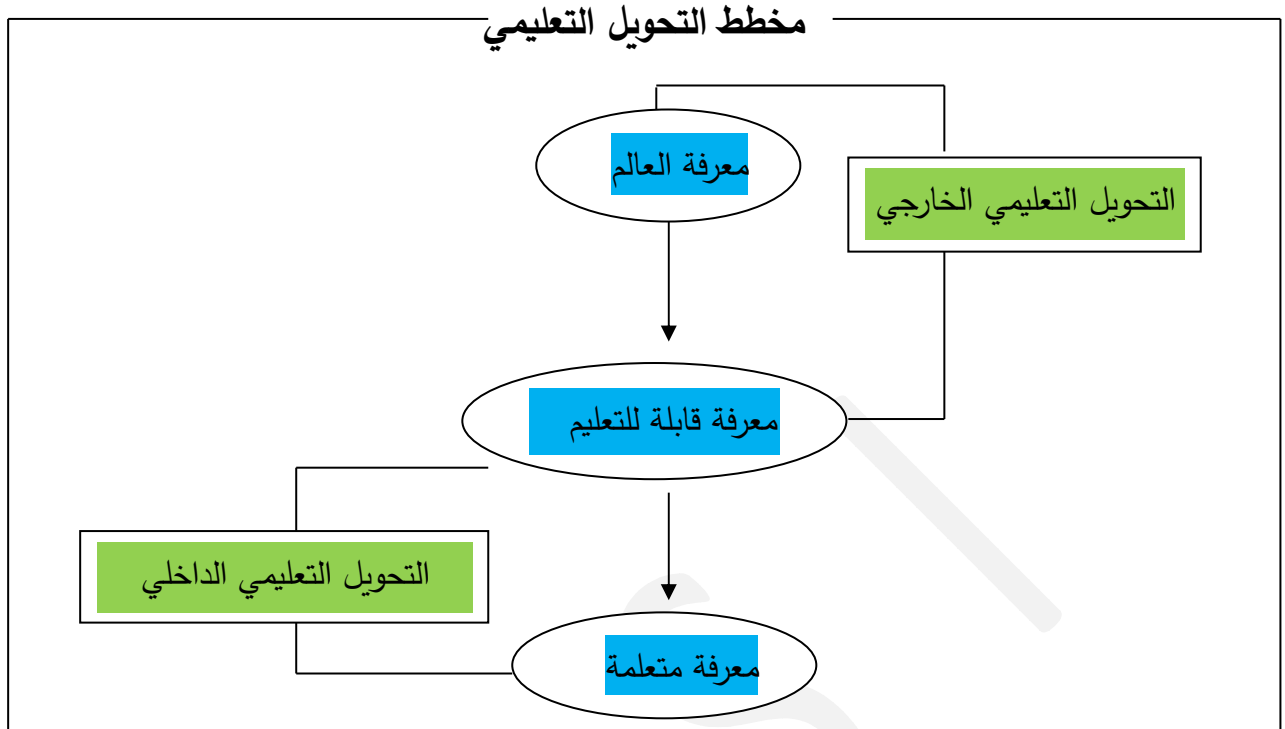 مخطط التحويل التعليمي
معرفة العالم
التحويل التعليمي الخارجي
معرفة قابلة للتعليم
التحويل التعليمي الداخلي
معرفة متعلمة